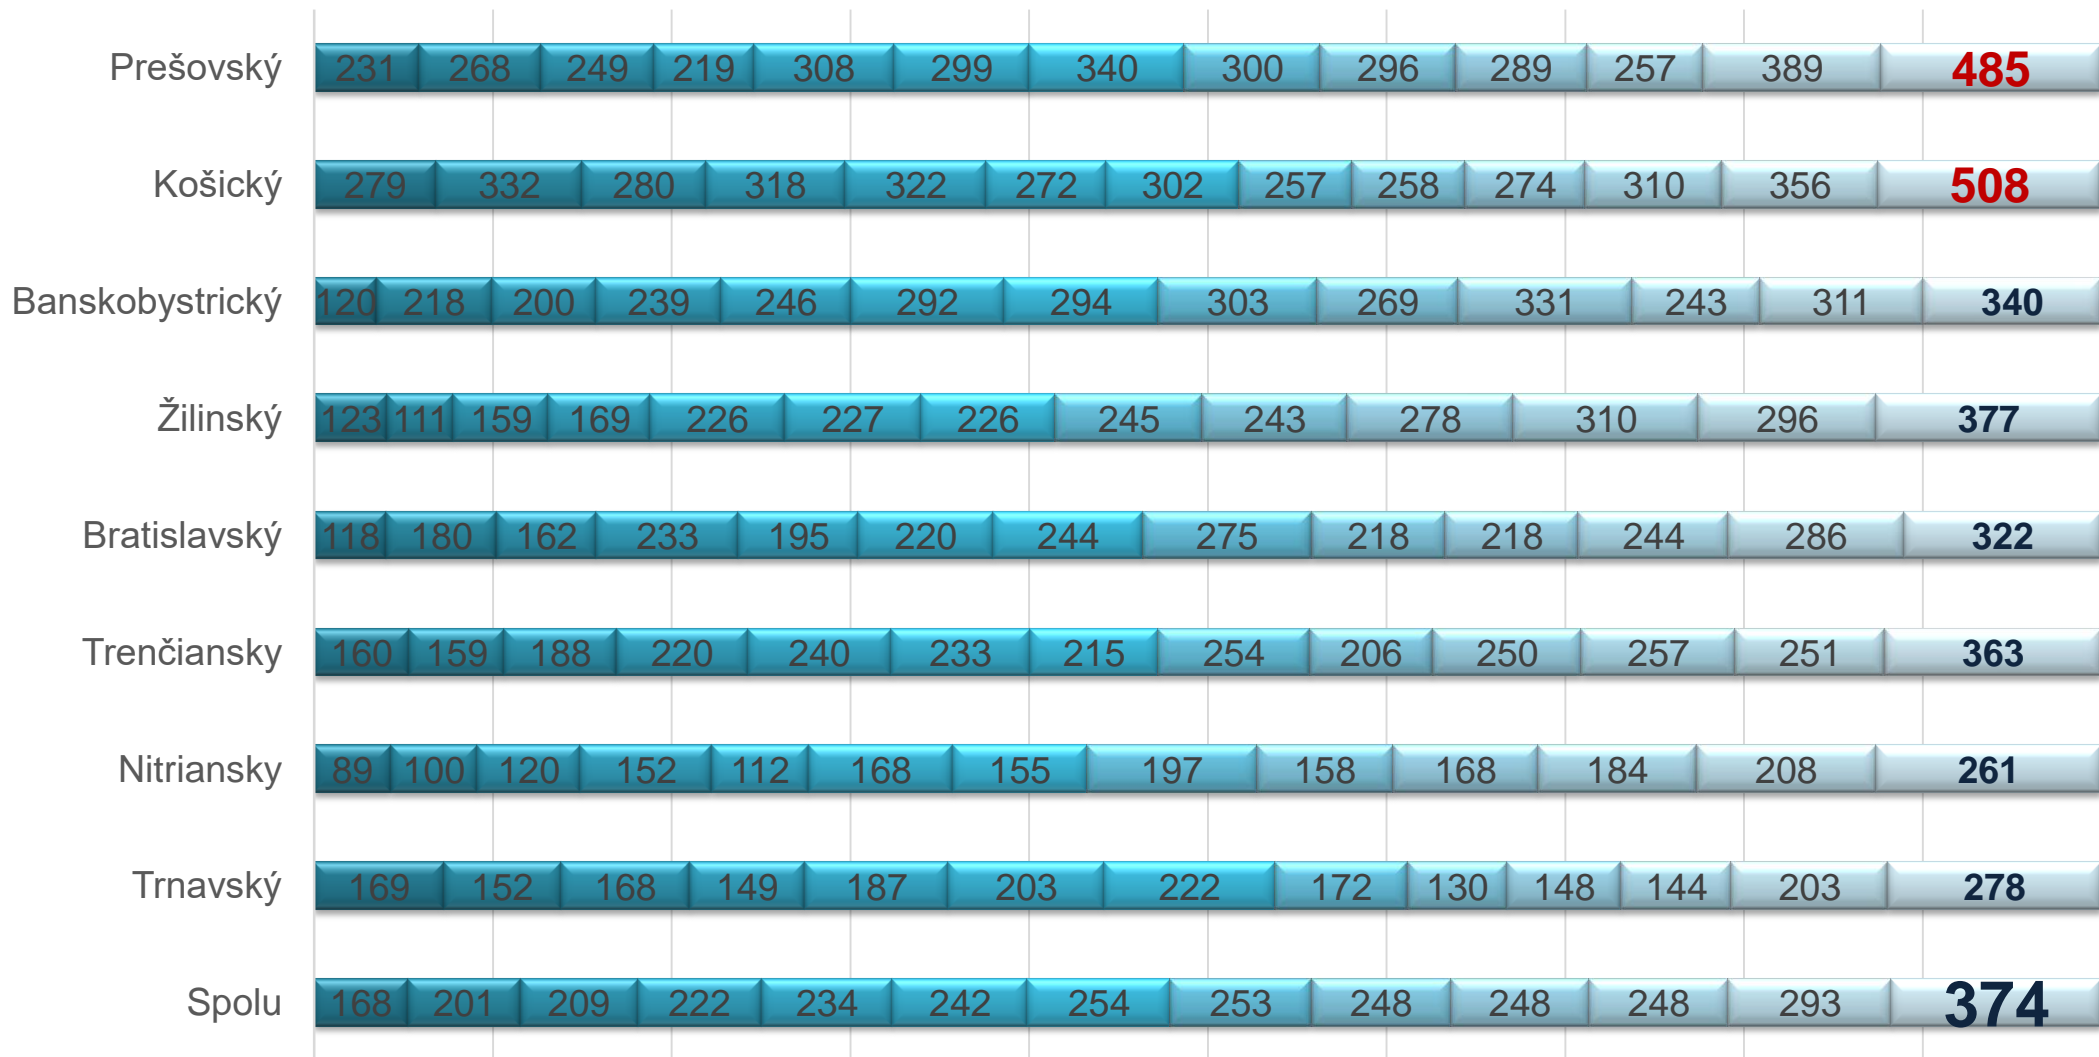 Prešovský 231 268 249 219 308 299 340 300 296 289 257 389 485
Košický 279 332 280 318 322 272 302 257 258 274 310 356 508
Banskobystrický 120 218 200 239 246 292 294 303 269 331 243 311 340
Žilinský 123 111 159 169 226 227 226 245 243 278 310 296 377
Bratislavský 118 180 162 233 195 220 244 275 218 218 244 286 322
Trenčiansky 160 159 188 220 240 233 215 254 206 250 257 251 363
Nitriansky 89 100 120 152 112 168 155 197 158 168 184 208 261
Trnavský 169 152 168 149 187 203 222 172 130 148 144 203 278
Spolu 168 201 209 222 234 242 254 253 248 248 248 293 374